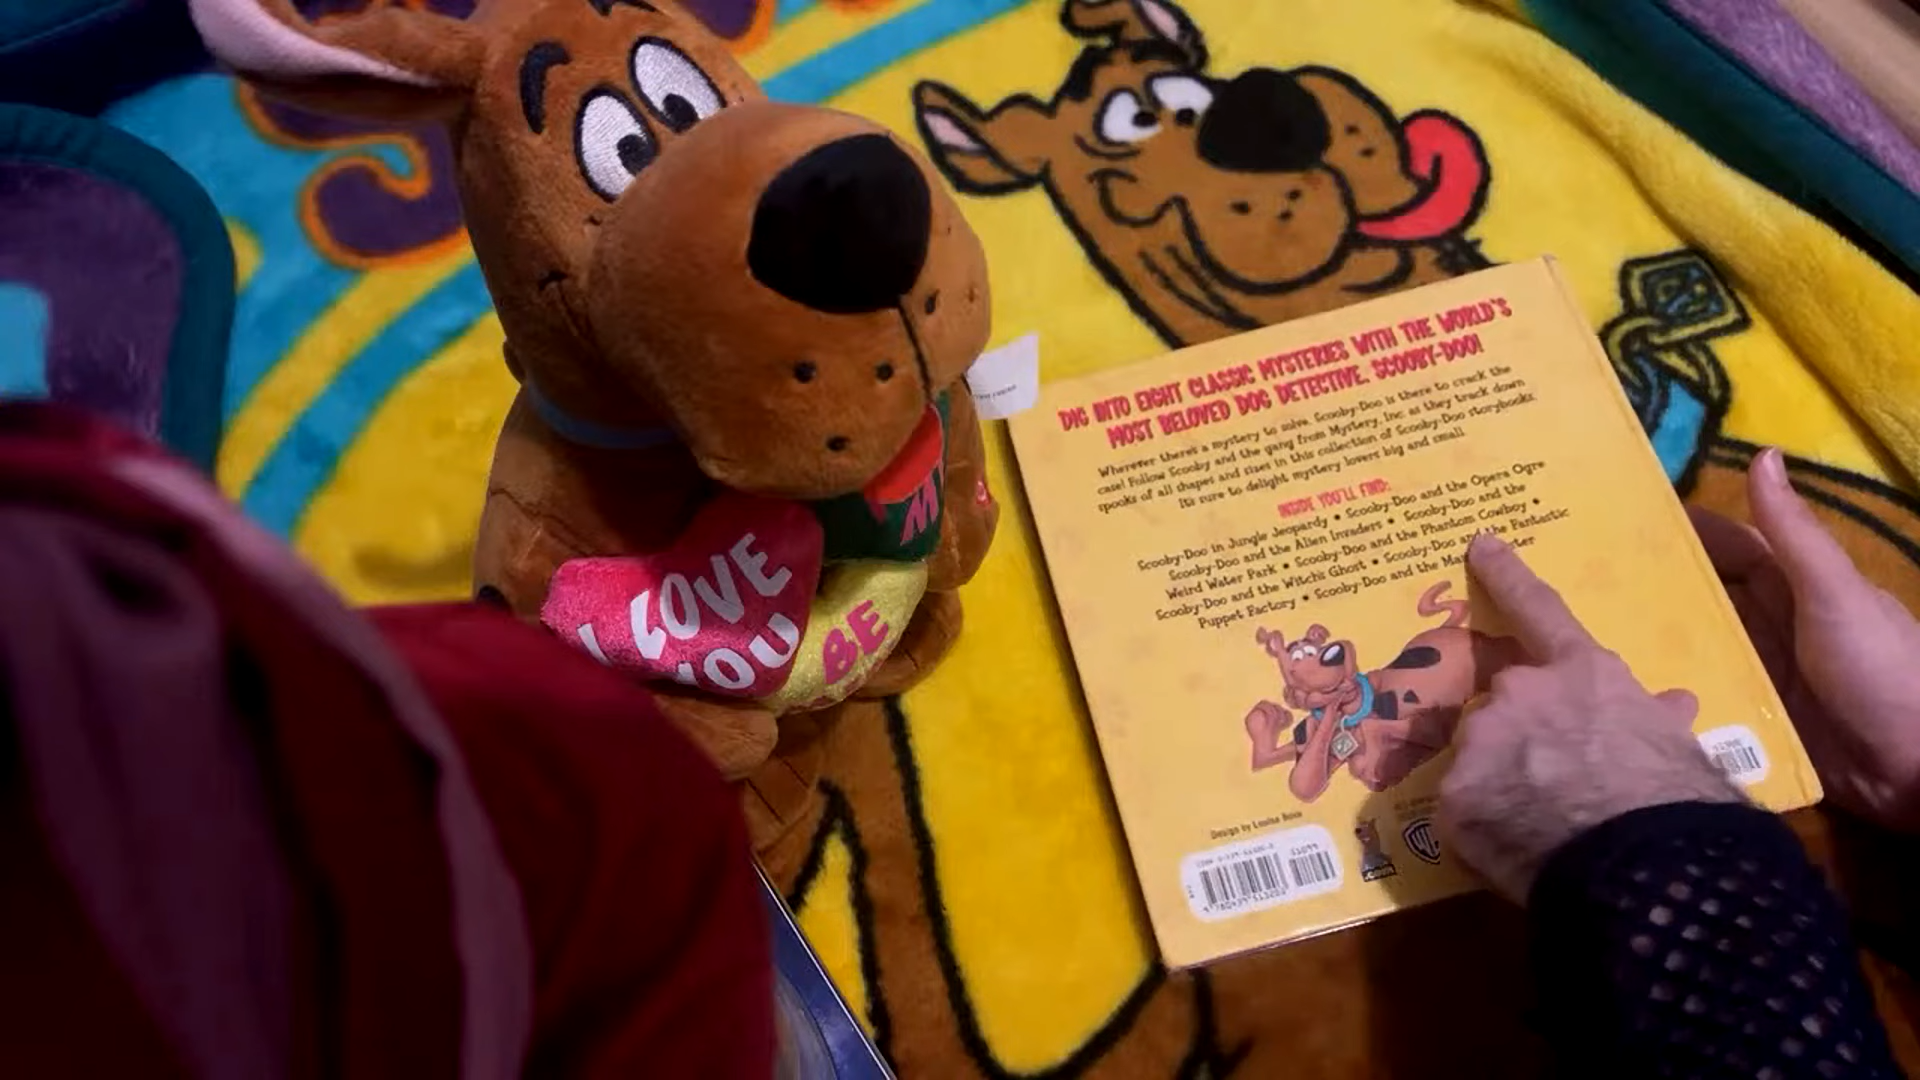 DIG INTO EIGHT CLASSIC MYSTERIES WITH THE WORLD'S
MOST BELOVED DOG DETECTIVE, SCOOBY-DOO!
Wherever there's a mystery to solve, Scooby-Doo is there to crack the
case! Follow Scooby and the gang from Mystery, Inc. as they track down
spooks of all shapes and sizes in this collection of Scooby-Doo storybooks.
It's sure to delight mystery lovers big and small.
INSIDE YOU'LL FIND:
Scooby-Doo in Jungle Jeopardy • Scooby-Doo and the Opera Ogre
Scooby-Doo and the Alien Invaders • Scooby-Doo and the
Weird Water Park • Scooby-Doo and the Phantom Cowboy •
Scooby-Doo and the Witch's Ghost • Scooby-Doo and the Fantastic
Puppet Factory • Scooby-Doo and the
I LOVE
YOU
BE
M
Design by Louise Bova
51099
.com